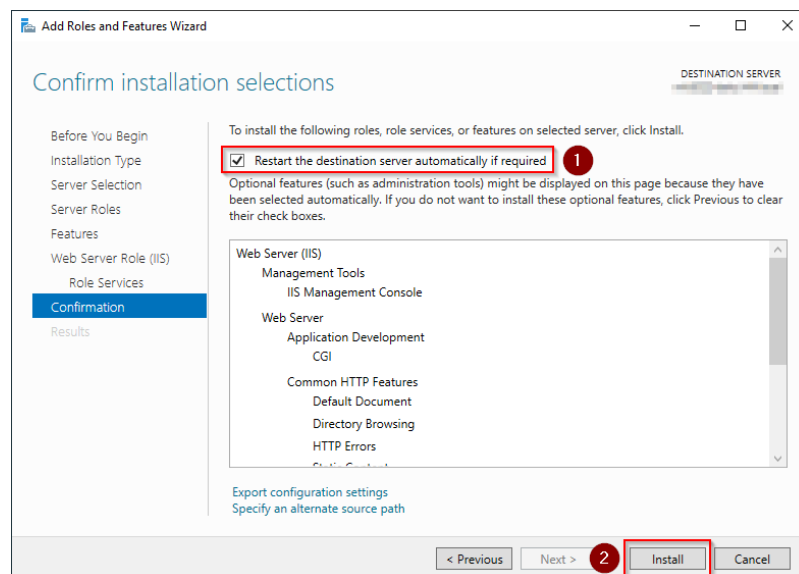 Add Roles and Features Wizard
Confirm installation selections
DESTINATION SERVER
Before You Begin
Installation Type
Server Selection
Server Roles
Features
Web Server Role (IIS)
Role Services
Confirmation
Results
To install the following roles, role services, or features on selected server, click Install.
Restart the destination server automatically if required
1
Optional features (such as administration tools) might be displayed on this page because they have
been selected automatically. If you do not want to install these optional features, click Previous to clear
their check boxes.
Web Server (IIS)
Management Tools
IIS Management Console
Web Server
Application Development
CGI
Common HTTP Features
Default Document
Directory Browsing
HTTP Errors
Export configuration settings
Specify an alternate source path
< Previous
Next >
2
Install
Cancel